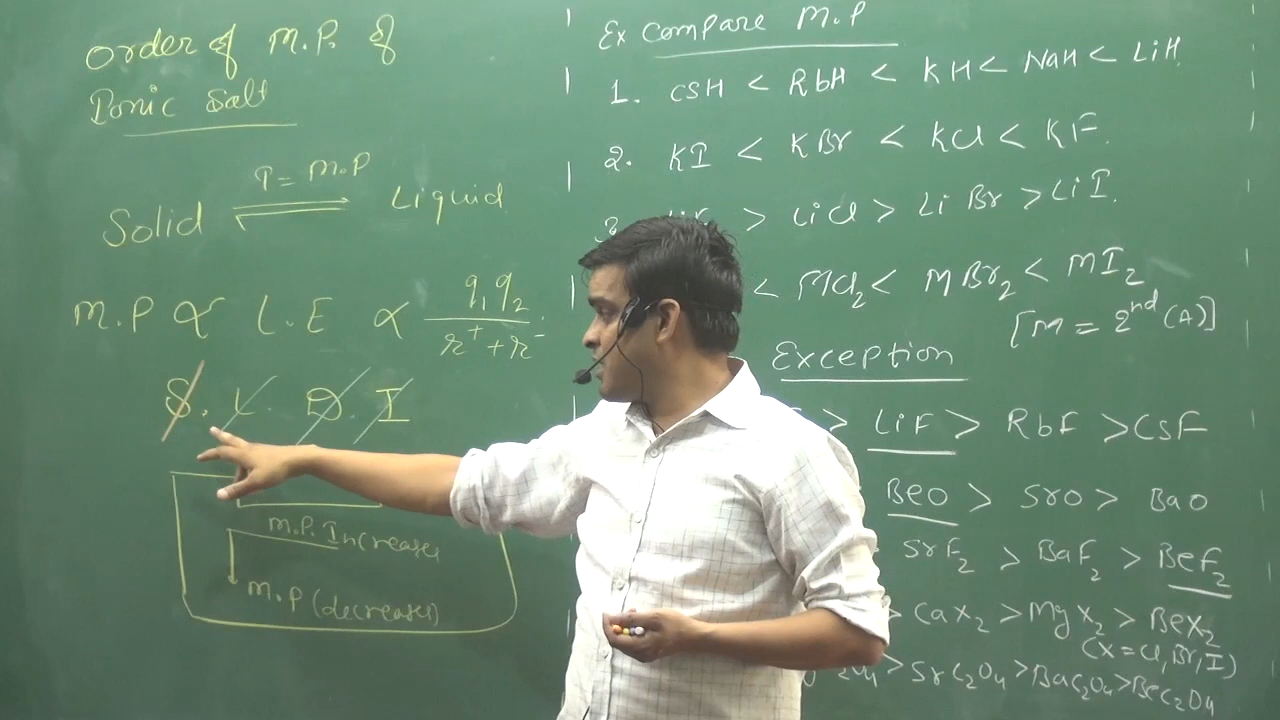 Order of M.P. of
Ionic Salt
Solid T = M.P Liquid
M.P ∝ L.E ∝ q₁q₂ / r⁺ + r⁻
S. L. D. I
M.P. Increases
M.P (decreases)
Ex Compare M.P
1. CsH < RbH < KH < NaH < LiH
2. KI < KBr < KCl < KF.
> LiCl > LiBr > LiI.
< MCl₂ < MBr₂ < MI₂
[M = 2nd (A)]
Exception
> LiF > RbF > CsF
BeO > SrO > BaO
SrF₂ > BaF₂ > BeF₂
CaX₂ > MgX₂ > BeX₂
(X = Cl, Br, I)
> SrC₂O₄ > BaC₂O₄ > BeC₂O₄